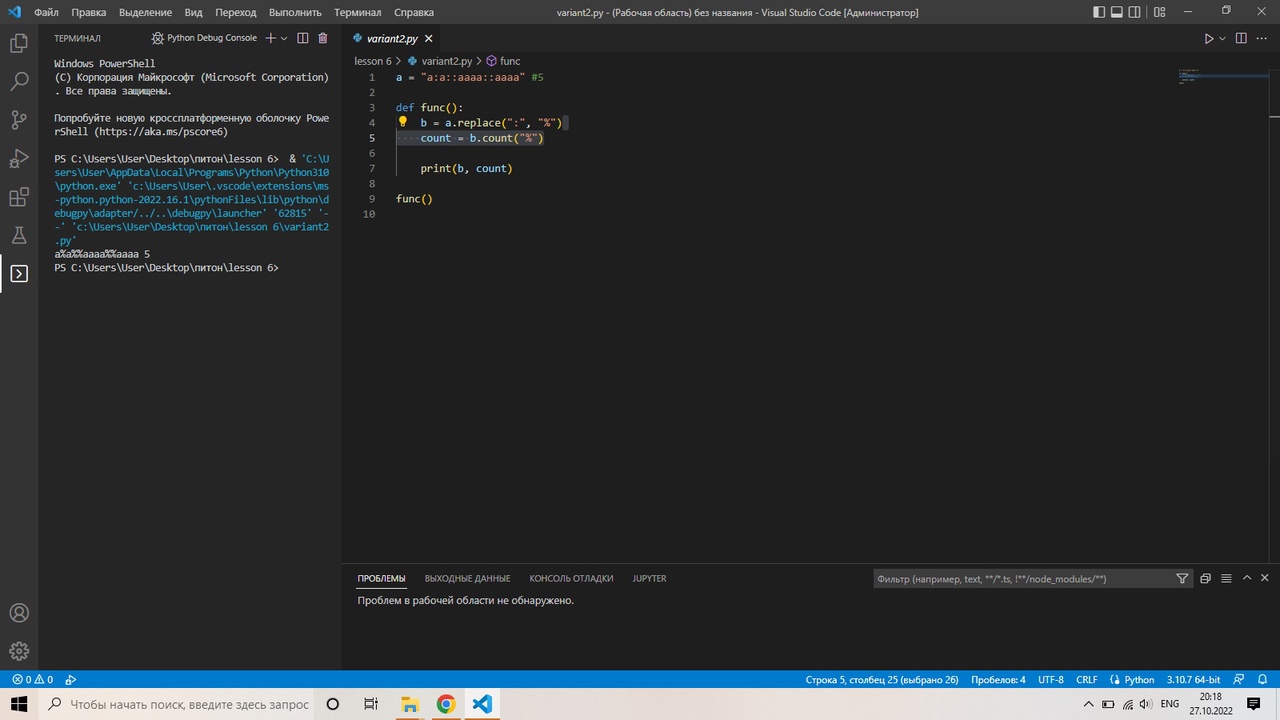 Файл Правка Выделение Вид Переход Выполнить Терминал Справка variant2.py - (Рабочая область) без названия - Visual Studio Code [Администратор]
ТЕРМИНАЛ Python Debug Console
Windows PowerShell
(C) Корпорация Майкрософт (Microsoft Corporation)
. Все права защищены.
Попробуйте новую кроссплатформенную оболочку Powe
rShell (https://aka.ms/pscore6)
PS C:\Users\User\Desktop\питон\lesson 6> & 'C:\U
sers\User\AppData\Local\Programs\Python\Python310
\python.exe' 'c:\Users\User\.vscode\extensions\ms
-python.python-2022.16.1\pythonFiles\lib\python\d
ebugpy\adapter/../..\debugpy\launcher' '62815' '-
-' 'c:\Users\User\Desktop\питон\lesson 6\variant2
.py'
a%a%%aaaa%%aaaa 5
PS C:\Users\User\Desktop\питон\lesson 6>
variant2.py
lesson 6 > variant2.py > func
1 a = "a:a::aaaa::aaaa" #5
2
3 def func():
4 b = a.replace(":", "%")
5 count = b.count("%")
6
7 print(b, count)
8
9 func()
10
ПРОБЛЕМЫ ВЫХОДНЫЕ ДАННЫЕ КОНСОЛЬ ОТЛАДКИ JUPYTER Фильтр (например, text, **/*.ts, !**/node_modules/**)
Проблем в рабочей области не обнаружено.
0 0 Строка 5, столбец 25 (выбрано 26) Пробелов: 4 UTF-8 CRLF Python 3.10.7 64-bit
Чтобы начать поиск, введите здесь запрос ENG 20:18
27.10.2022